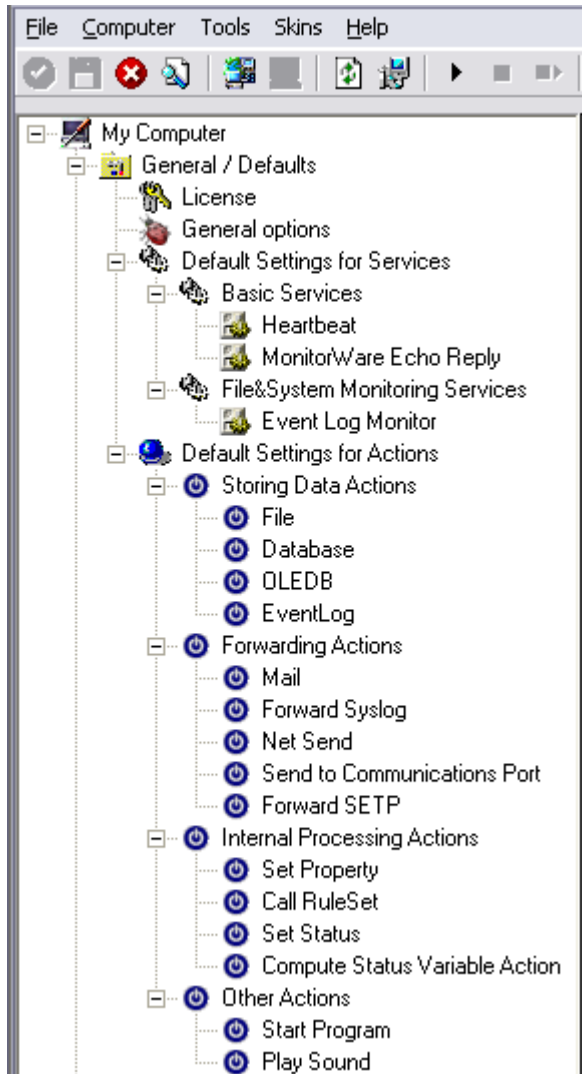 File Computer Tools Skins Help
My Computer
General / Defaults
License
General options
Default Settings for Services
Basic Services
Heartbeat
MonitorWare Echo Reply
File&System Monitoring Services
Event Log Monitor
Default Settings for Actions
Storing Data Actions
File
Database
OLEDB
EventLog
Forwarding Actions
Mail
Forward Syslog
Net Send
Send to Communications Port
Forward SETP
Internal Processing Actions
Set Property
Call RuleSet
Set Status
Compute Status Variable Action
Other Actions
Start Program
Play Sound